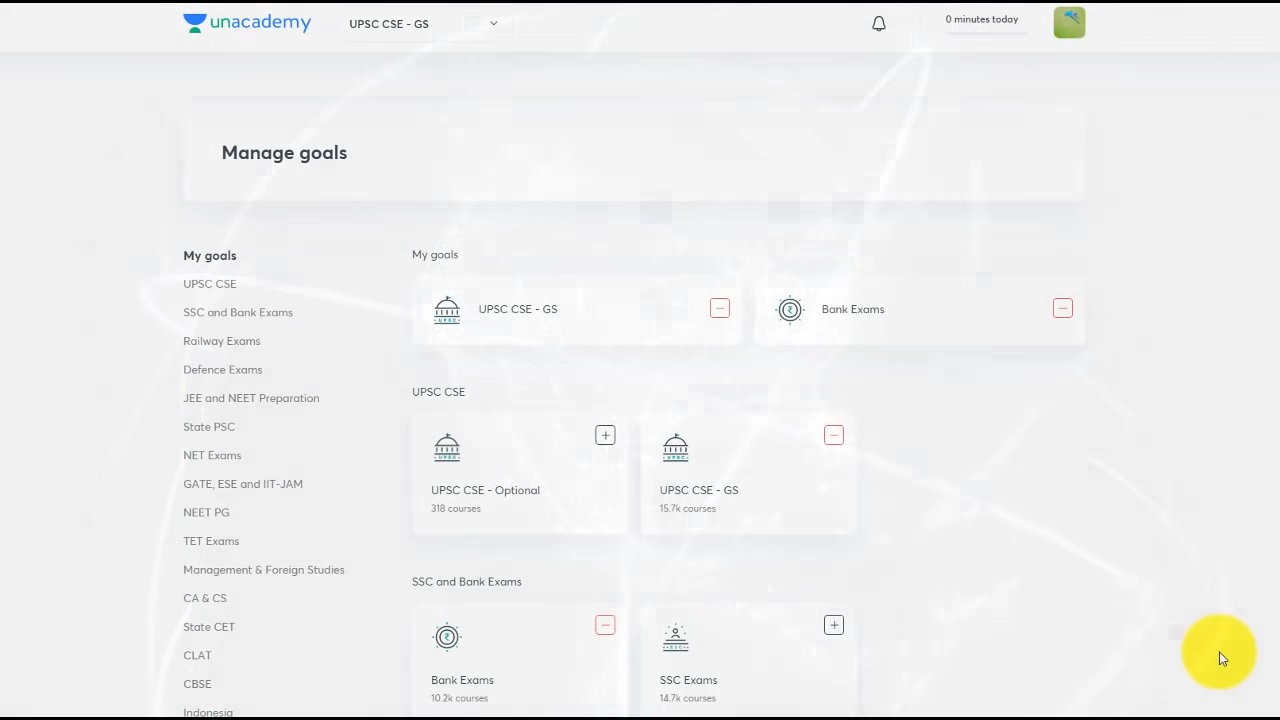 unacademy
UPSC CSE - GS
0 minutes today
Manage goals
My goals
UPSC CSE
SSC and Bank Exams
Railway Exams
Defence Exams
JEE and NEET Preparation
State PSC
NET Exams
GATE, ESE and IIT-JAM
NEET PG
TET Exams
Management & Foreign Studies
CA & CS
State CET
CLAT
CBSE
Indonesia
My goals
UPSC
UPSC CSE - GS
Bank Exams
UPSC CSE
UPSC
UPSC CSE - Optional
318 courses
UPSC
UPSC CSE - GS
15.7k courses
SSC and Bank Exams
Bank Exams
10.2k courses
SSC
SSC Exams
14.7k courses